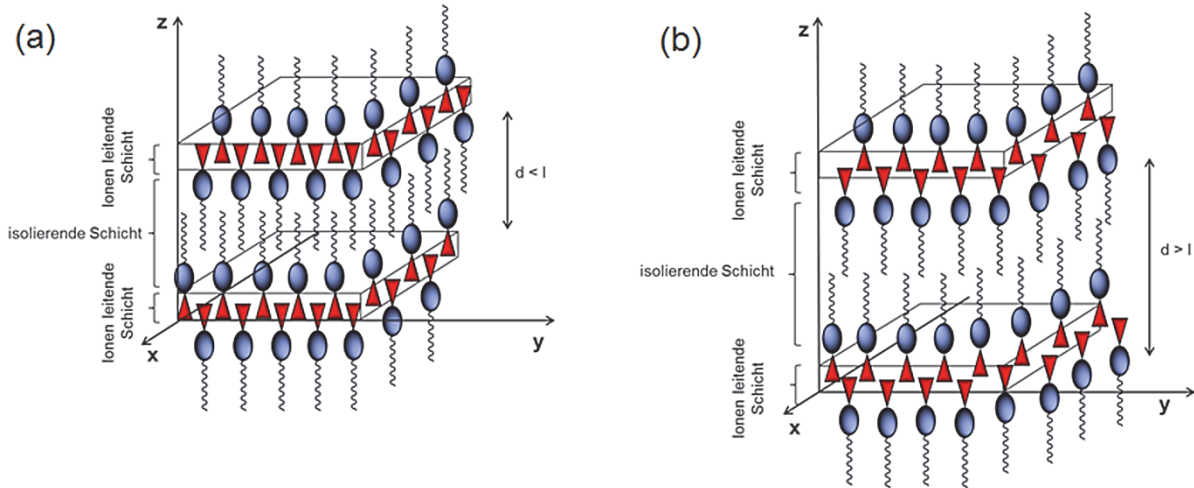 (a)
z
Ionen leitende
Schicht
isolierende Schicht
Ionen leitende
Schicht
d < l
x
y
(b)
z
Ionen leitende
Schicht
isolierende Schicht
Ionen leitende
Schicht
d > l
x
y